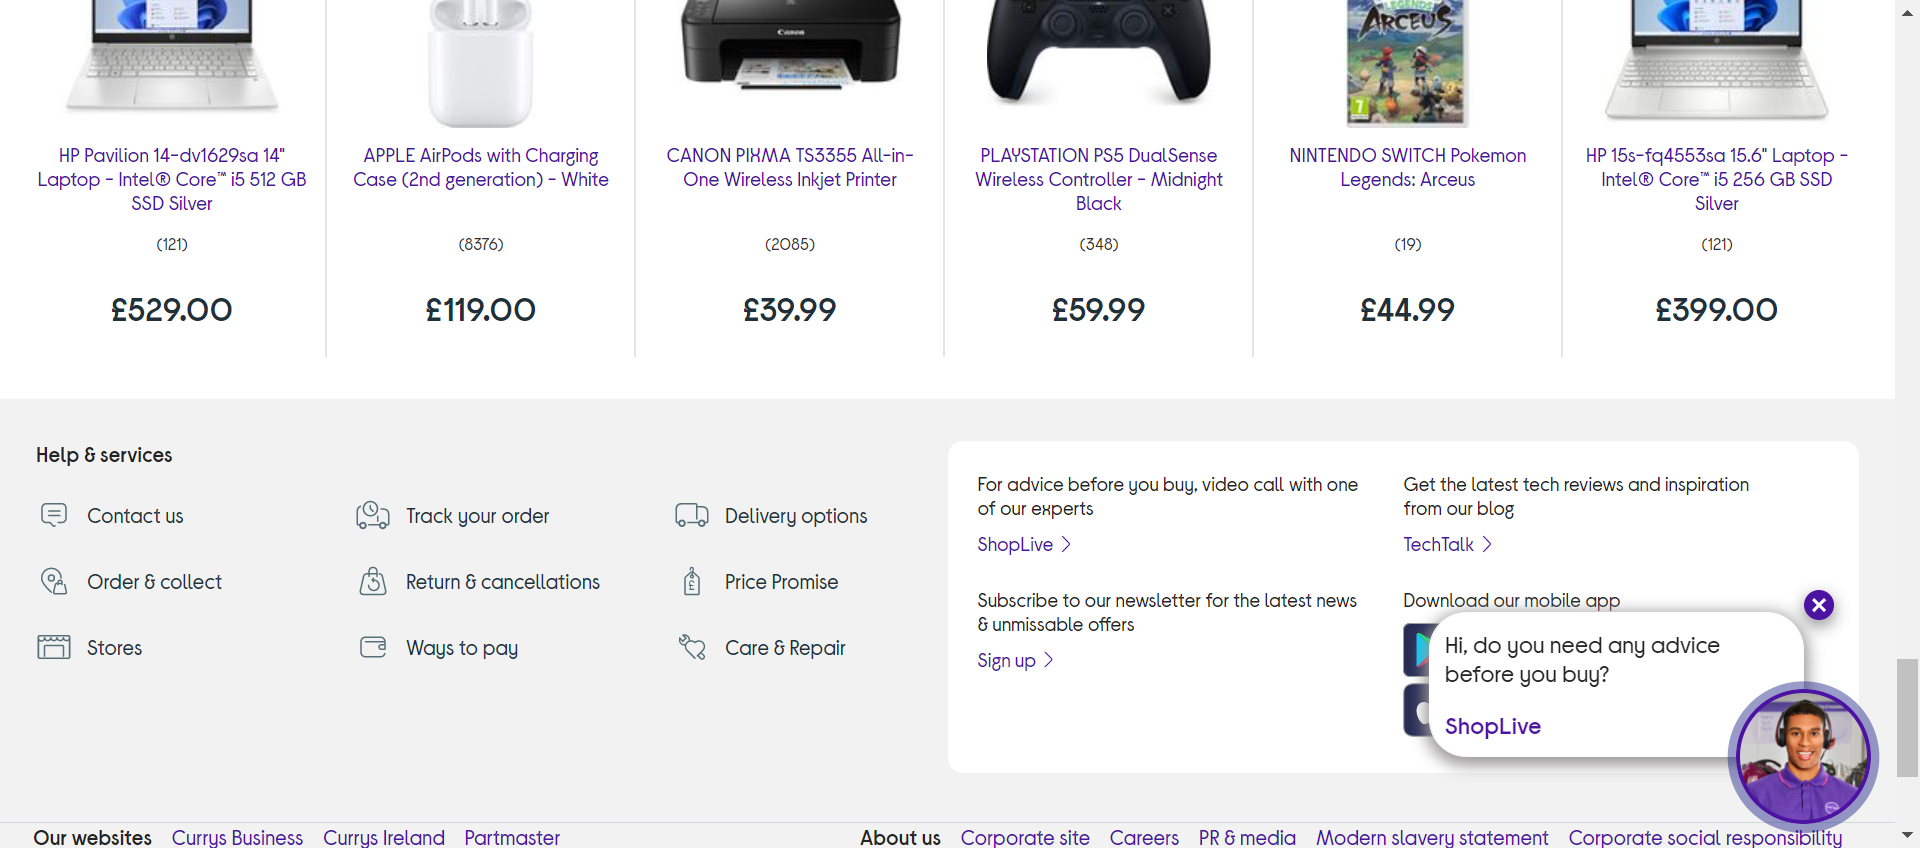 Canon
ARCEUS
7
HP Pavilion 14-dv1629sa 14"
Laptop - Intel® Core™ i5 512 GB
SSD Silver
(121)
£529.00
APPLE AirPods with Charging
Case (2nd generation) - White
(8376)
£119.00
CANON PIXMA TS3355 All-in-
One Wireless Inkjet Printer
(2085)
£39.99
PLAYSTATION PS5 DualSense
Wireless Controller - Midnight
Black
(348)
£59.99
NINTENDO SWITCH Pokemon
Legends: Arceus
(19)
£44.99
HP 15s-fq4553sa 15.6" Laptop -
Intel® Core™ i5 256 GB SSD
Silver
(121)
£399.00
Help & services
Contact us
Track your order
Delivery options
Order & collect
Return & cancellations
Price Promise
Stores
Ways to pay
Care & Repair
For advice before you buy, video call with one
of our experts
ShopLive
Get the latest tech reviews and inspiration
from our blog
TechTalk
Subscribe to our newsletter for the latest news
& unmissable offers
Sign up
Download our mobile app
Hi, do you need any advice
before you buy?
ShopLive
Our websites Currys Business Currys Ireland Partmaster
About us Corporate site Careers PR & media Modern slavery statement Corporate social responsibility